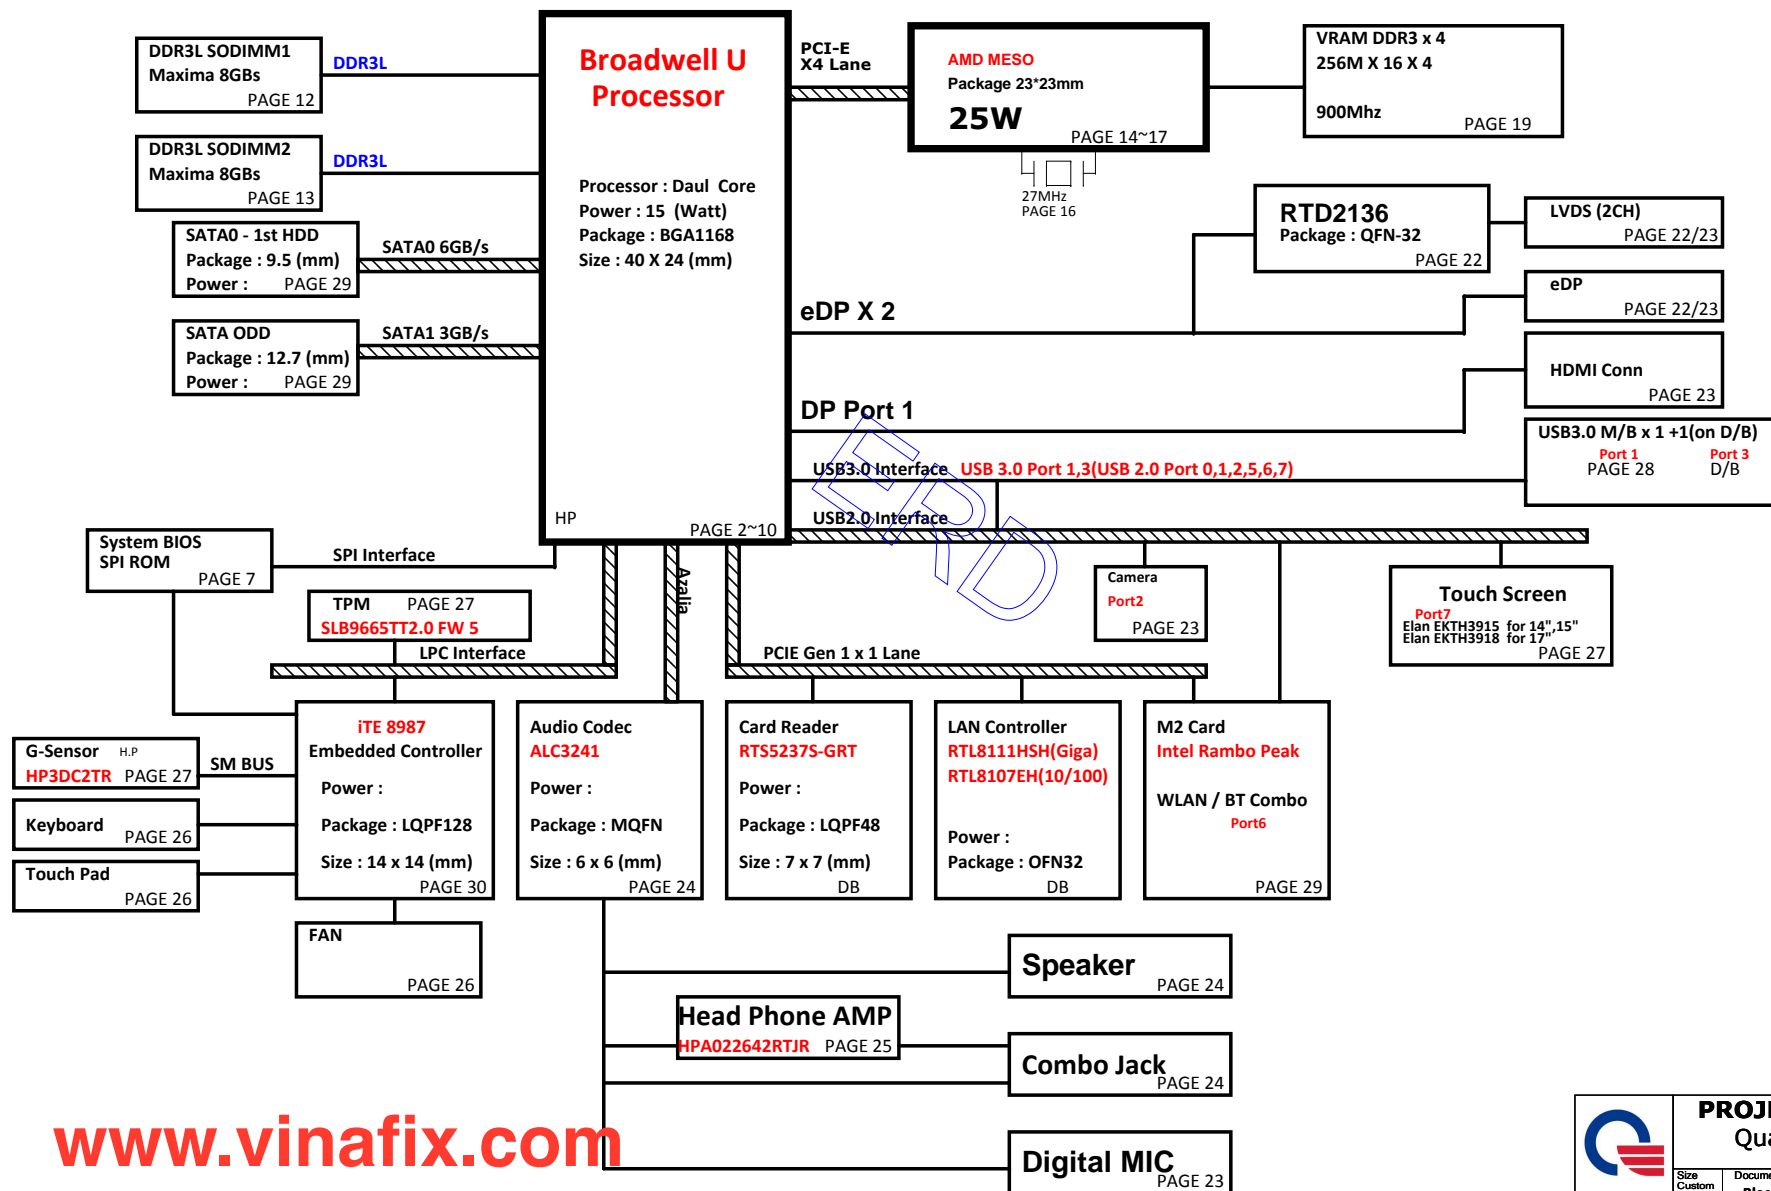 DDR3L SODIMM1
Maxima 8GBs
PAGE 12
DDR3L
DDR3L SODIMM2
Maxima 8GBs
PAGE 13
DDR3L
SATA0 - 1st HDD
Package : 9.5 (mm)
Power : PAGE 29
SATA0 6GB/s
SATA ODD
Package : 12.7 (mm)
Power : PAGE 29
SATA1 3GB/s
Broadwell U
Processor
Processor : Daul Core
Power : 15 (Watt)
Package : BGA1168
Size : 40 X 24 (mm)
HP
PAGE 2~10
PCI-E
X4 Lane
AMD MESO
Package 23*23mm
25W
PAGE 14~17
27MHz
PAGE 16
VRAM DDR3 x 4
256M X 16 X 4
900Mhz
PAGE 19
RTD2136
Package : QFN-32
PAGE 22
LVDS (2CH)
PAGE 22/23
eDP X 2
eDP
PAGE 22/23
HDMI Conn
PAGE 23
DP Port 1
USB3.0 M/B x 1 +1(on D/B)
Port 1 Port 3
PAGE 28 D/B
USB3.0 Interface USB 3.0 Port 1,3(USB 2.0 Port 0,1,2,5,6,7)
USB2.0 Interface
ERD
System BIOS
SPI ROM
PAGE 7
SPI Interface
TPM PAGE 27
SLB9665TT2.0 FW 5
LPC Interface
Azalia
PCIE Gen 1 x 1 Lane
Camera
Port2
PAGE 23
Touch Screen
Port7
Elan EKTH3915 for 14",15"
Elan EKTH3918 for 17"
PAGE 27
G-Sensor H.P
HP3DC2TR PAGE 27
SM BUS
Keyboard
PAGE 26
Touch Pad
PAGE 26
iTE 8987
Embedded Controller
Power :
Package : LQPF128
Size : 14 x 14 (mm)
PAGE 30
FAN
PAGE 26
Audio Codec
ALC3241
Power :
Package : MQFN
Size : 6 x 6 (mm)
PAGE 24
Card Reader
RTS5237S-GRT
Power :
Package : LQPF48
Size : 7 x 7 (mm)
DB
LAN Controller
RTL8111HSH(Giga)
RTL8107EH(10/100)
Power :
Package : OFN32
DB
M2 Card
Intel Rambo Peak
WLAN / BT Combo
Port6
PAGE 29
Speaker
PAGE 24
Head Phone AMP
HPA022642RTJR PAGE 25
Combo Jack
PAGE 24
Digital MIC
PAGE 23
www.vinafix.com
PROJE
Qua
Size
Custom
Docume